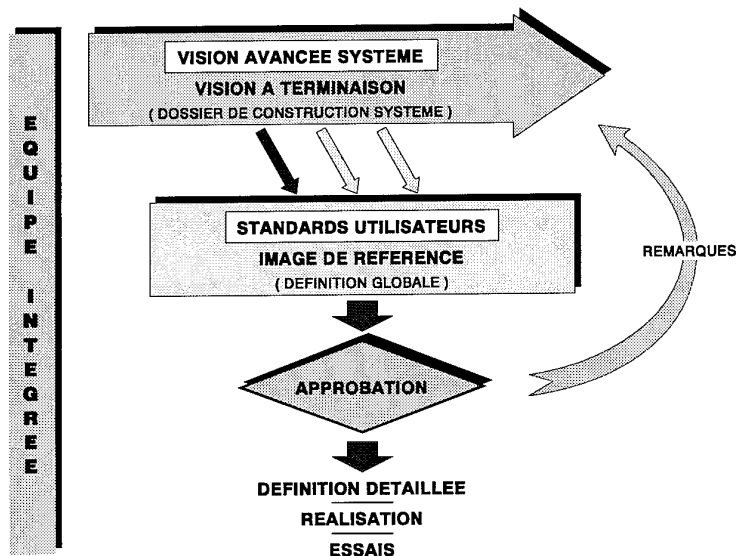 EQUIPE INTEGREE
VISION AVANCEE SYSTEME
VISION A TERMINAISON
( DOSSIER DE CONSTRUCTION SYSTEME )
STANDARDS UTILISATEURS
IMAGE DE REFERENCE
( DEFINITION GLOBALE )
REMARQUES
APPROBATION
DEFINITION DETAILLEE
REALISATION
ESSAIS